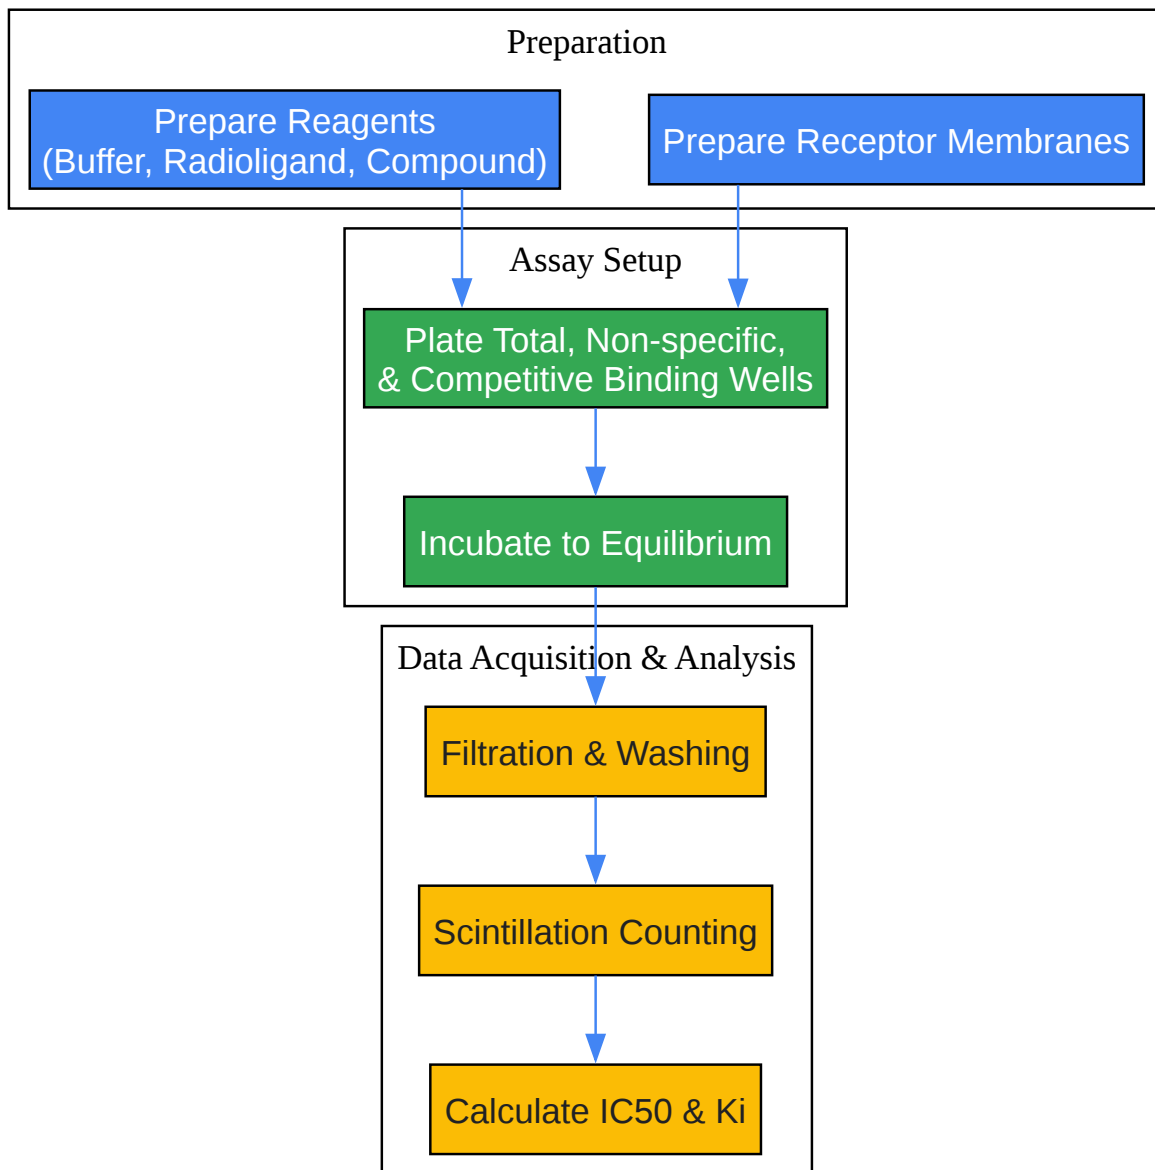 Preparation
Prepare Reagents
(Buffer, Radioligand, Compound)
Prepare Receptor Membranes
Assay Setup
Plate Total, Non-specific,
& Competitive Binding Wells
Incubate to Equilibrium
Data Acquisition & Analysis
Filtration & Washing
Scintillation Counting
Calculate IC50 & Ki